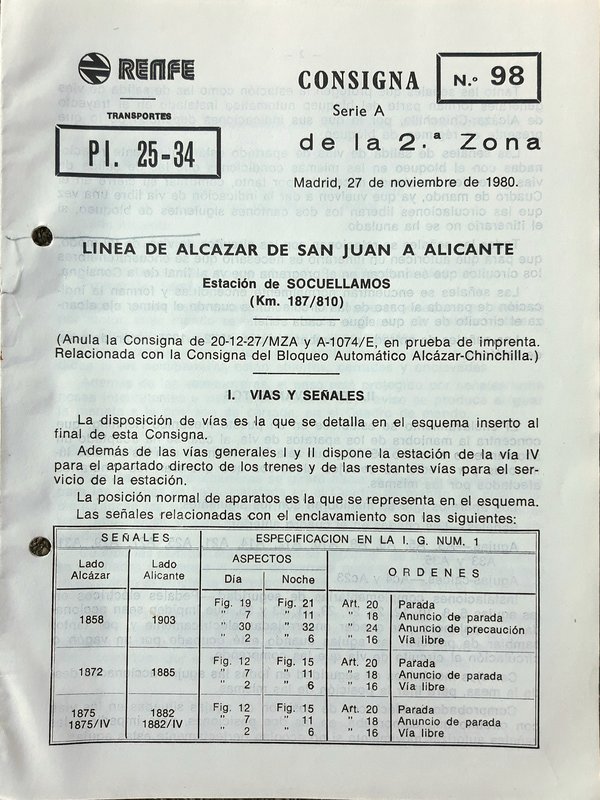 RENFE
TRANSPORTES
P I. 25-34
CONSIGNA N.º 98
Serie A
de la 2.ª Zona
Madrid, 27 de noviembre de 1980.
LINEA DE ALCAZAR DE SAN JUAN A ALICANTE
Estación de SOCUELLAMOS
(Km. 187/810)
(Anula la Consigna de 20-12-27/MZA y A-1074/E, en prueba de imprenta.
Relacionada con la Consigna del Bloqueo Automático Alcázar-Chinchilla.)
I. VIAS Y SEÑALES
La disposición de vías es la que se detalla en el esquema inserto al
final de esta Consigna.
Además de las vías generales I y II dispone la estación de la vía IV
para el apartado directo de los trenes y de las restantes vías para el ser-
vicio de la estación.
La posición normal de aparatos es la que se representa en el esquema.
Las señales relacionadas con el enclavamiento son las siguientes:
SEÑALES ESPECIFICACION EN LA I. G. NUM. 1
Lado Alcázar Lado Alicante ASPECTOS ORDENES
Día Noche
Fig. 19 Fig. 21 Art. 20 Parada
1858 1903 " 7 " 11 " 18 Anuncio de parada
" 30 " 32 " 24 Anuncio de precaución
" 2 " 6 " 16 Vía libre
Fig. 12 Fig. 15 Art. 20 Parada
1872 1885 " 7 " 11 " 18 Anuncio de parada
" 2 " 6 " 16 Vía libre
1875 1882 Fig. 12 Fig. 15 Art. 20 Parada
1875/IV 1882/IV " 7 " 11 " 18 Anuncio de parada
" 2 " 6 " 16 Vía libre